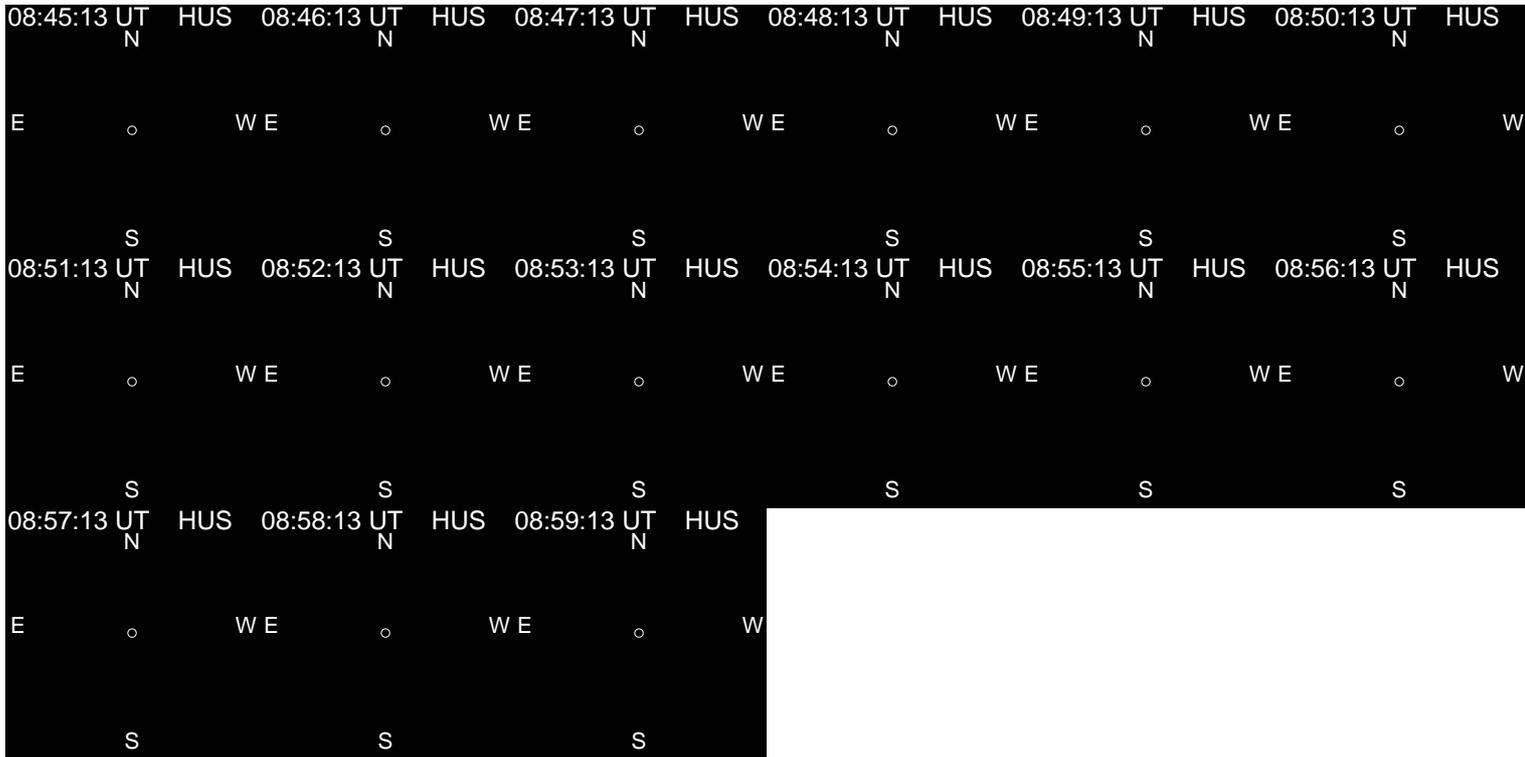 08:45:13 UT HUS 08:46:13 UT HUS 08:47:13 UT HUS 08:48:13 UT HUS 08:49:13 UT HUS 08:50:13 UT HUS
N N N N N N
E W E W E W E W E W E W
S S S S S S
08:51:13 UT HUS 08:52:13 UT HUS 08:53:13 UT HUS 08:54:13 UT HUS 08:55:13 UT HUS 08:56:13 UT HUS
N N N N N N
E W E W E W E W E W E W
S S S S S S
08:57:13 UT HUS 08:58:13 UT HUS 08:59:13 UT HUS
N N N
E W E W E W
S S S